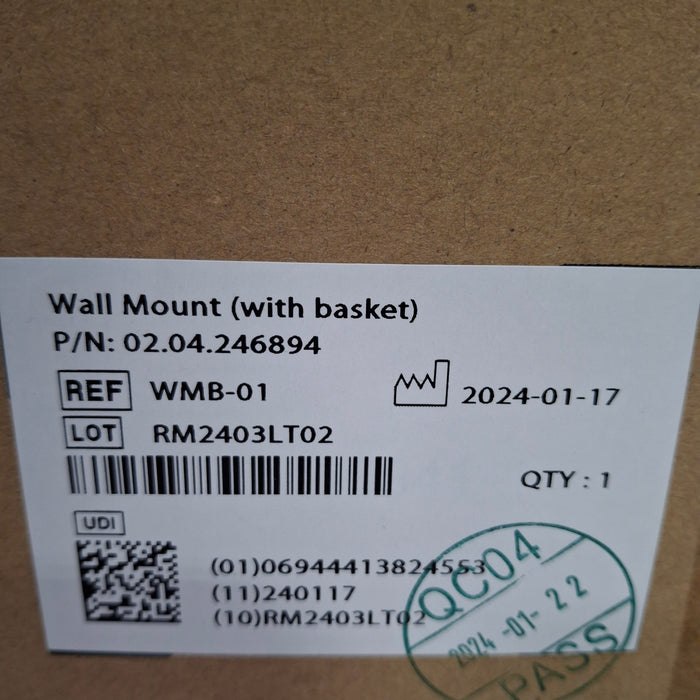 Wall Mount (with basket)
P/N: 02.04.246894
REF WMB-01
2024-01-17
LOT RM2403LT02
QTY : 1
UDI
(01)06944413824553
(11)240117
(10)RM2403LT02
QC04
2024-01-22
PASS